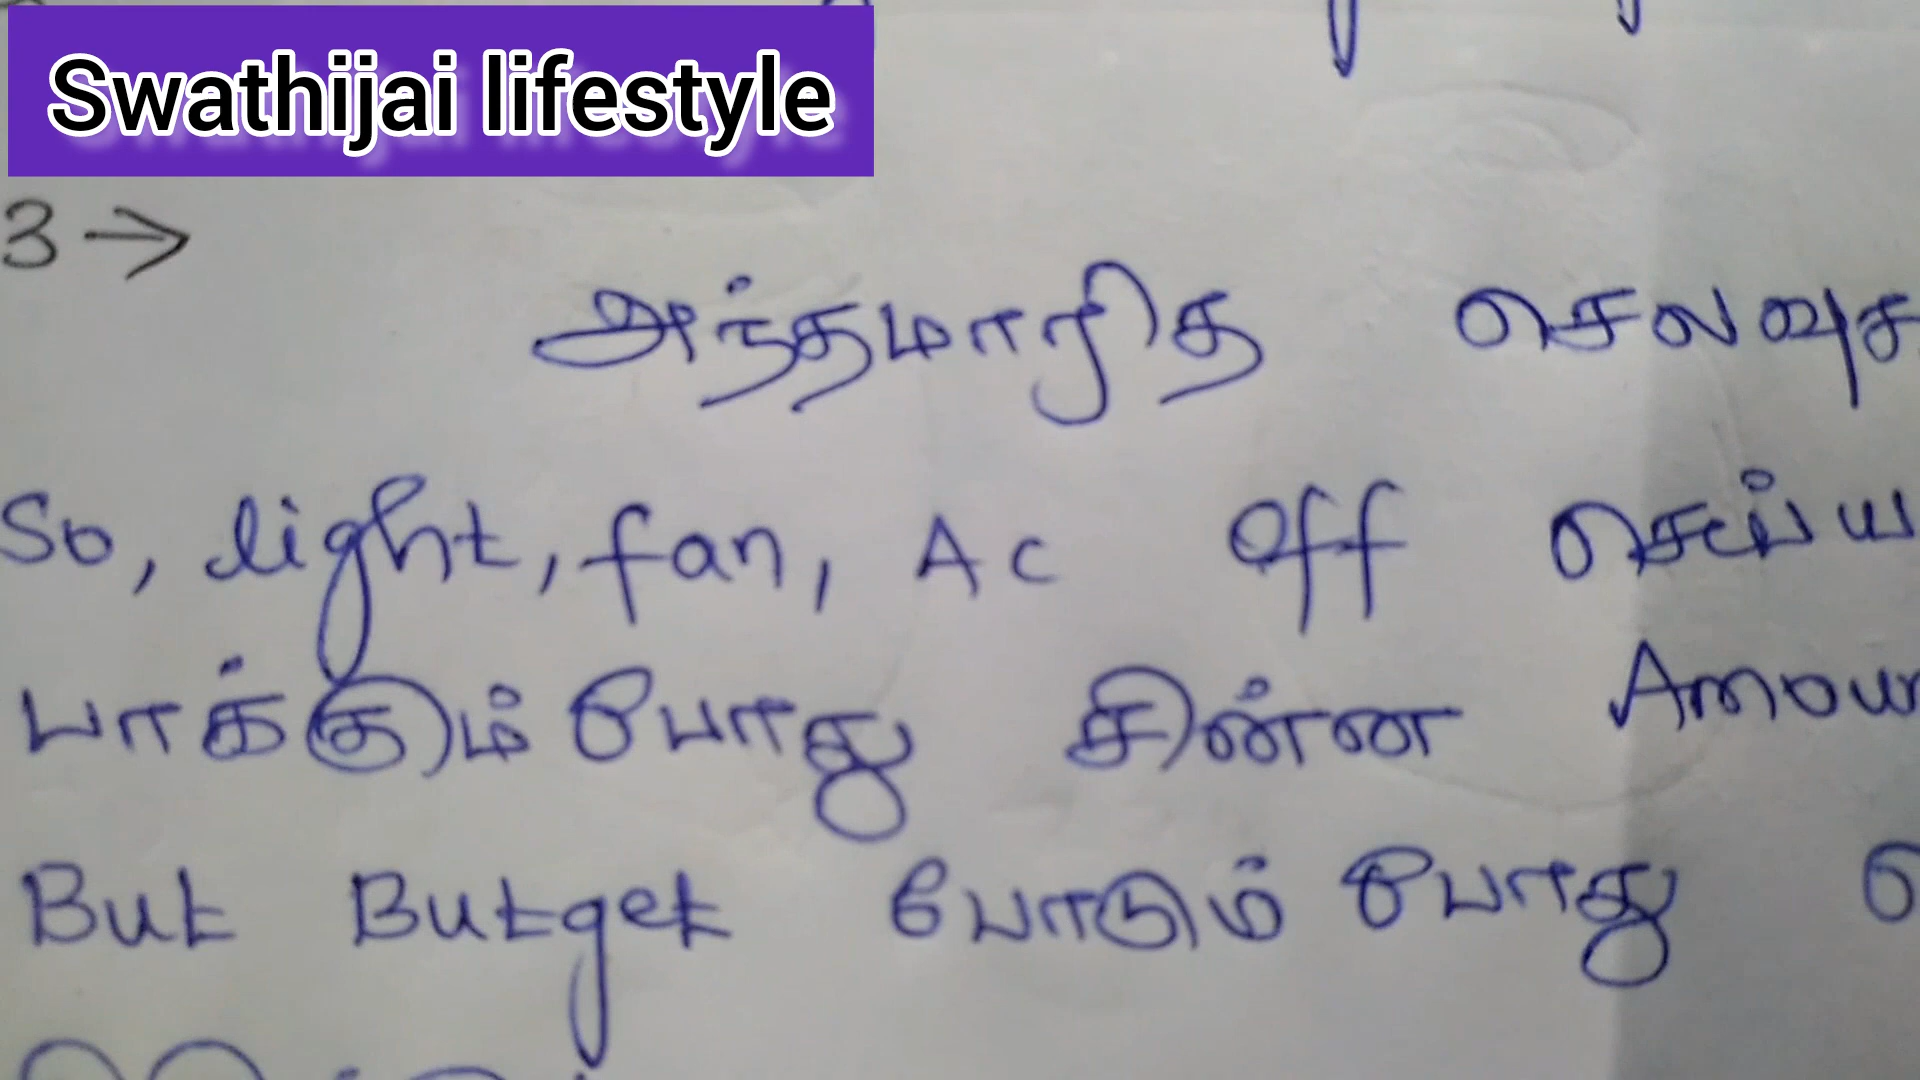 Swathijai lifestyle
3 →
அந்தமாரித செலவுச
So, light, fan, Ac off செய்ய
பாக்கும் போது சின்ன Amoun
But Butget போடும் போது